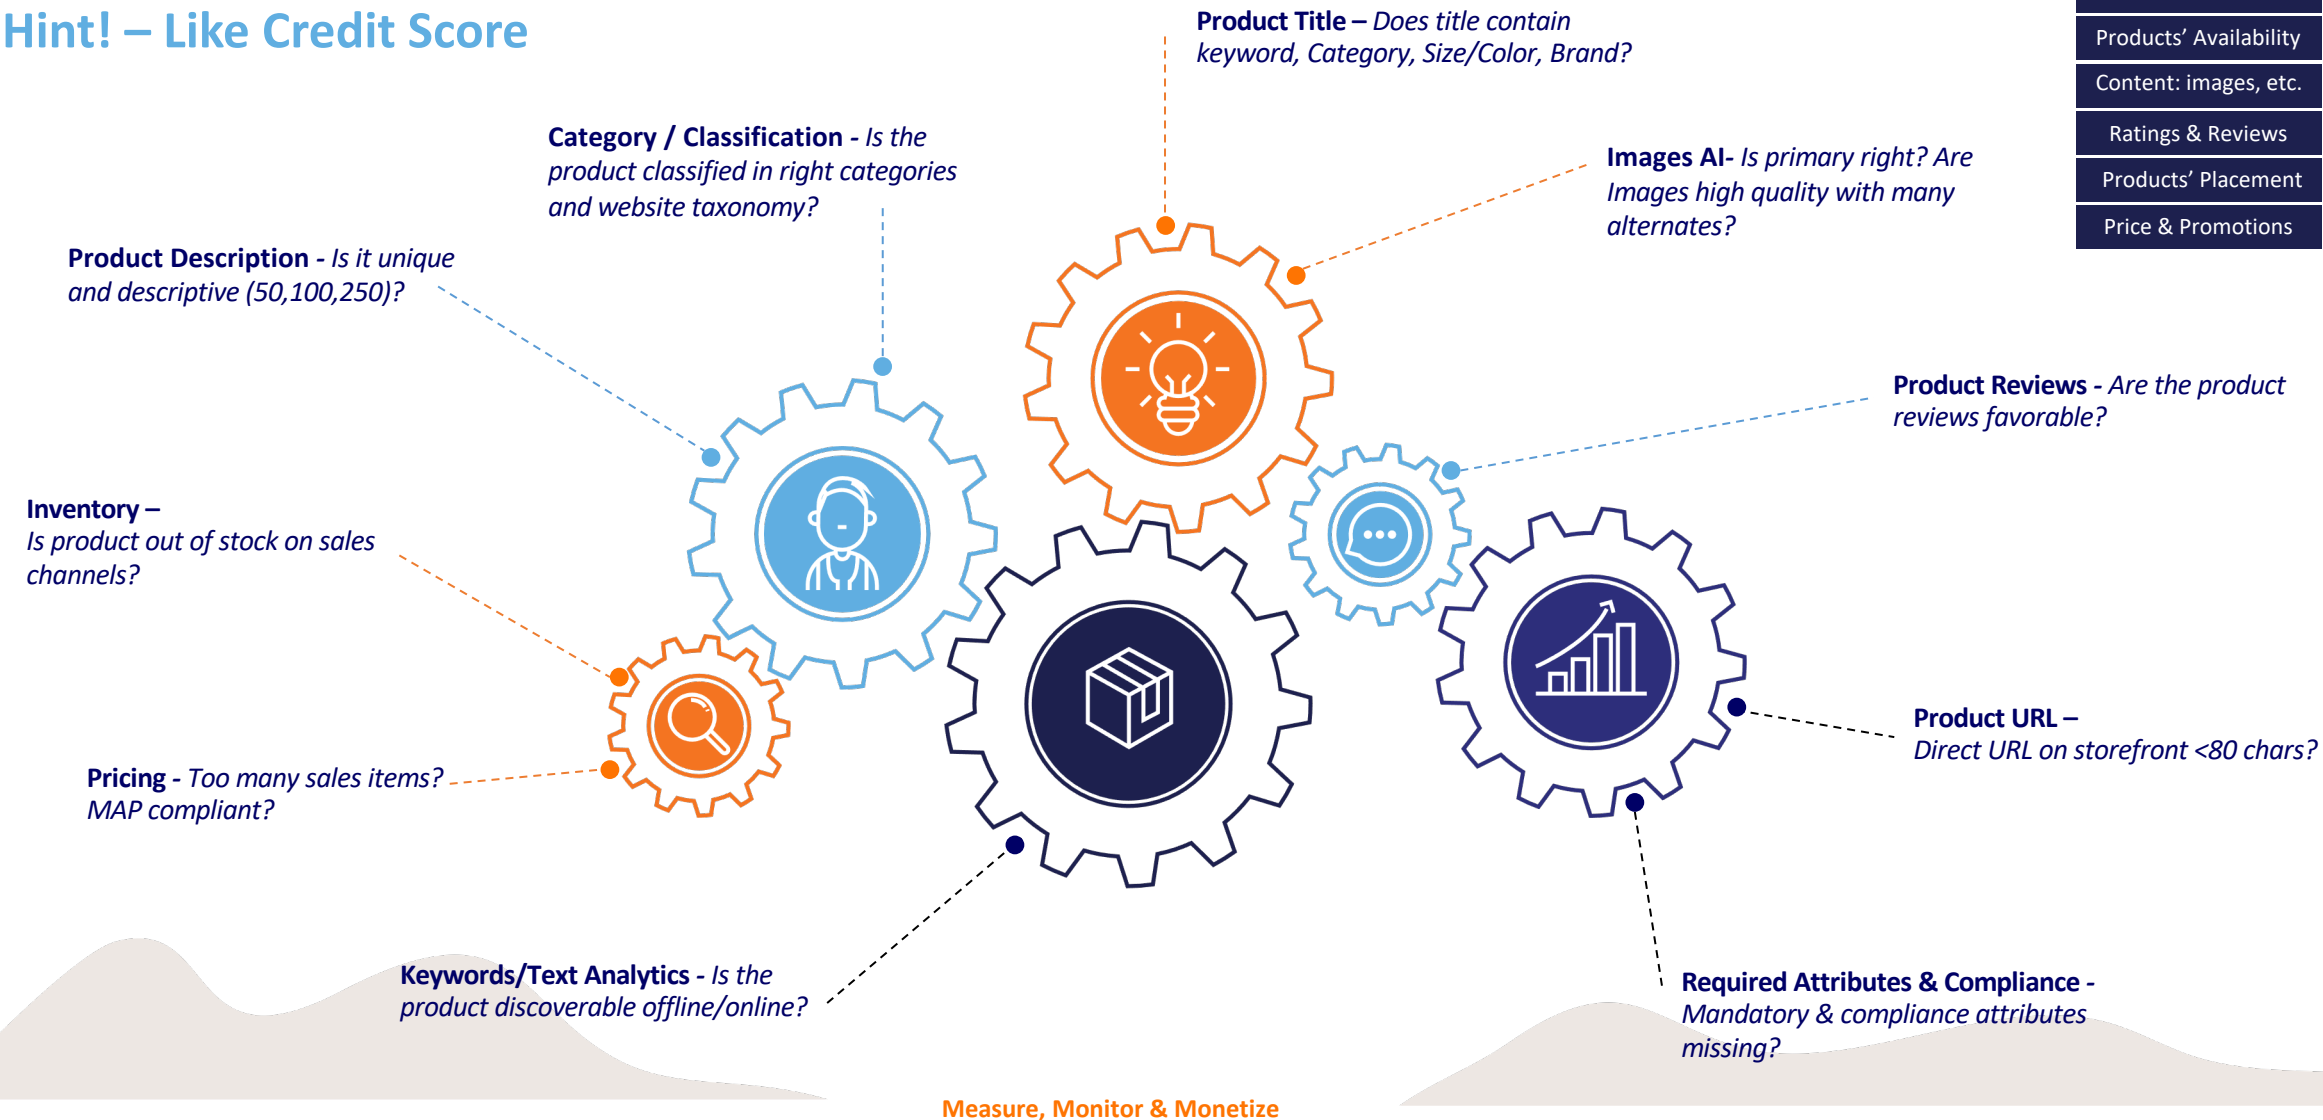 Hint! – Like Credit Score
Product Title – Does title contain
keyword, Category, Size/Color, Brand?
Products’ Availability
Content: images, etc.
Ratings & Reviews
Products’ Placement
Price & Promotions
Category / Classification - Is the
product classified in right categories
and website taxonomy?
Images AI- Is primary right? Are
Images high quality with many
alternates?
Product Description - Is it unique
and descriptive (50,100,250)?
Product Reviews - Are the product
reviews favorable?
Inventory –
Is product out of stock on sales
channels?
Product URL –
Direct URL on storefront <80 chars?
Pricing - Too many sales items?
MAP compliant?
Keywords/Text Analytics - Is the
product discoverable offline/online?
Required Attributes & Compliance -
Mandatory & compliance attributes
missing?
Measure, Monitor & Monetize